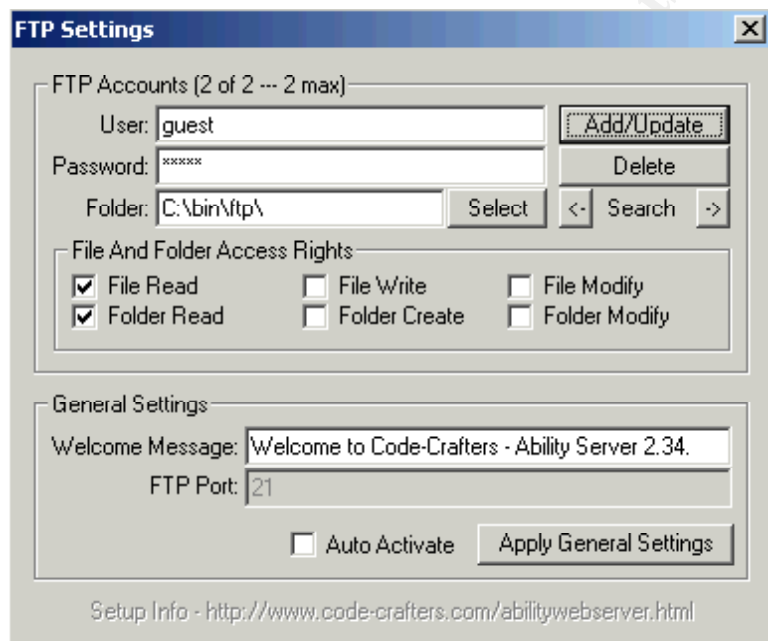 FTP Settings
FTP Accounts (2 of 2 --- 2 max)
User: guest Add/Update
Password: ***** Delete
Folder: C:\bin\ftp\ Select <- Search ->
File And Folder Access Rights
File Read File Write File Modify
Folder Read Folder Create Folder Modify
General Settings
Welcome Message: Welcome to Code-Crafters - Ability Server 2.34.
FTP Port: 21
Auto Activate Apply General Settings
Setup Info - http://www.code-crafters.com/abilitywebserver.html